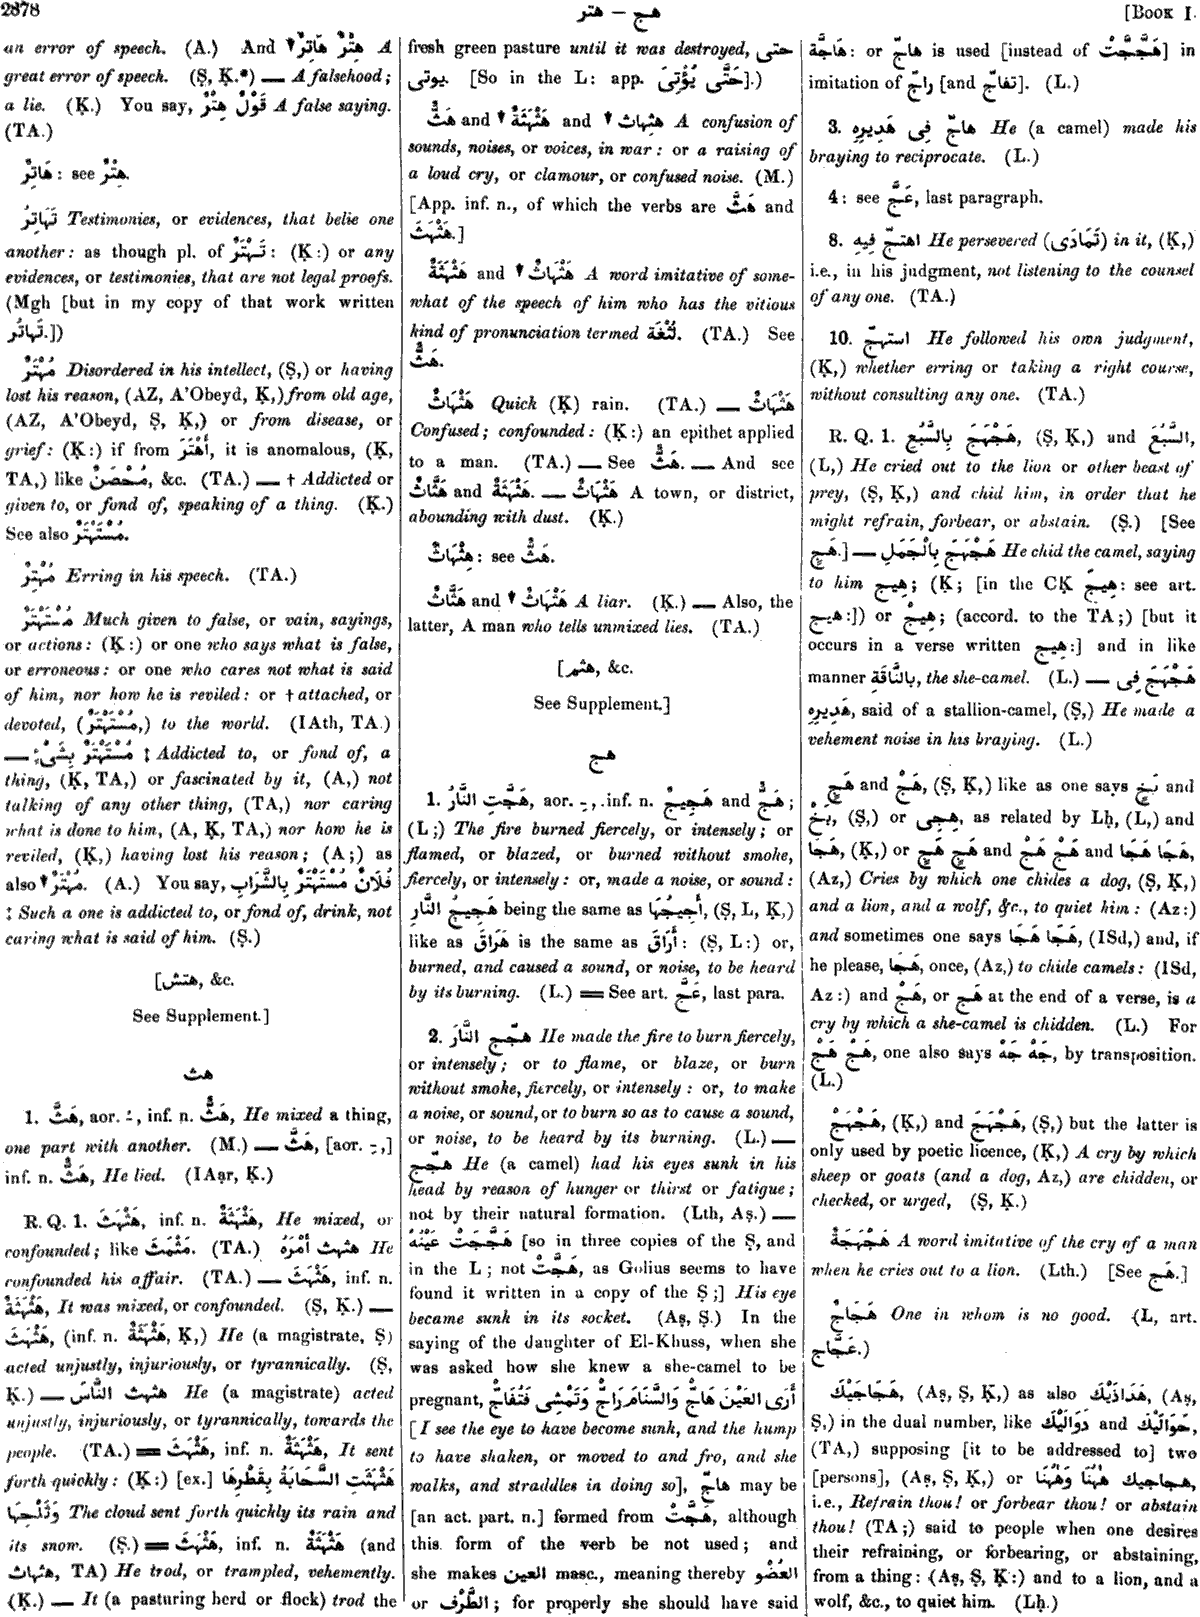 2878
هتر — هج
[BOOK I.
an error of speech. (A.) And هِتْرٌ هَاتِرٌ ▼ A
great error of speech. (Ṣ, Ḳ.*) — A falsehood;
a lie. (Ḳ.) You say, قَوْلٌ هِتْرٌ A false saying.
(TA.)
هَاتِرٌ: see هِتْرٌ.
تَهَاتِرُ Testimonies, or evidences, that belie one
another: as though pl. of تَهْتَرٌ: (Ḳ:) or any
evidences, or testimonies, that are not legal proofs.
(Mgh [but in my copy of that work written
تَهَاتُر.])
مُهْتَرٌ Disordered in his intellect, (Ṣ,) or having
lost his reason, (AZ, A'Obeyd, Ḳ,) from old age,
(AZ, A'Obeyd, Ṣ, Ḳ,) or from disease, or
grief: (Ḳ:) if from أَهْتَرَ, it is anomalous, (Ḳ,
TA,) like مُحْصَنٌ, &c. (TA.) — † Addicted or
given to, or fond of, speaking of a thing. (Ḳ.)
See also مُسْتَهْتَرٌ.
مُهْتِرٌ Erring in his speech. (TA.)
مُسْتَهْتَرٌ Much given to false, or vain, sayings,
or actions: (Ḳ:) or one who says what is false,
or erroneous: or one who cares not what is said
of him, nor how he is reviled: or † attached, or
devoted, (مُسْتَهْتَرٌ,) to the world. (IAth, TA.)
— مُسْتَهْتَرٌ بِشَىْءٍ ‡ Addicted to, or fond of, a
thing, (Ḳ, TA,) or fascinated by it, (A,) not
talking of any other thing, (TA,) nor caring
what is done to him, (A, Ḳ, TA,) nor how he is
reviled, (Ḳ,) having lost his reason; (A;) as
also ▼ مُهْتَرٌ. (A.) You say, فُلَانٌ مُسْتَهْتَرٌ بِالشَّرَابِ
‡ Such a one is addicted to, or fond of, drink, not
caring what is said of him. (Ṣ.)
[هتش, &c.
See Supplement.]
هث
1. هَثَّ, aor. ـُ, inf. n. هَثٌّ, He mixed a thing,
one part with another. (M.) — هَثَّ, [aor. ـِ,]
inf. n. هَثٌّ, He lied. (IAạr, Ḳ.)
R. Q. 1. هَثْهَثَ, inf. n. هَثْهَثَةٌ, He mixed, or
confounded; like مَثْمَثَ. (TA.) هثهث أَمْرَهُ He
confounded his affair. (TA.) — هَثْهَثَ, inf. n.
هَثْهَثَةٌ, It was mixed, or confounded. (Ṣ, Ḳ.) —
هَثْهَثَ, (inf. n. هَثْهَثَةٌ, Ḳ,) He (a magistrate, Ṣ)
acted unjustly, injuriously, or tyrannically. (Ṣ,
Ḳ.) — هثهث النَّاسَ He (a magistrate) acted
unjustly, injuriously, or tyrannically, towards the
people. (TA.) = هَثْهَثَ, inf. n. هَثْهَثَةٌ, It sent
forth quickly: (Ḳ:) [ex.] هَثْهَثَتِ السَّحَابَةُ بِقَطْرِهَا
وَثَلْجِهَا The cloud sent forth quickly its rain and
its snow. (Ṣ.) = هَثْهَثَ, inf. n. هَثْهَثَةٌ (and
هثهاث, TA) He trod, or trampled, vehemently.
(Ḳ.) — It (a pasturing herd or flock) trod the
fresh green pasture until it was destroyed, حتى
يوتى. [So in the L: app. حَتَّى يُؤْتِىَ.])
هَثٌّ and ▼ هَثْهَثَةٌ and ▼ هثهاث A confusion of
sounds, noises, or voices, in war: or a raising of
a loud cry, or clamour, or confused noise. (M.)
[App. inf. n., of which the verbs are هَثَّ and
هَثْهَثَ.]
هَثْهَثَةٌ and ▼ هَثْهَاثٌ A word imitative of some-
what of the speech of him who has the vitious
kind of pronunciation termed لُثْغَة. (TA.) See
هَثٌّ.
هَثْهَاثٌ Quick (Ḳ) rain. (TA.) — هَثْهَاثٌ
Confused; confounded: (Ḳ:) an epithet applied
to a man. (TA.) — See هَثٌّ. — And see
هَثَّاثٌ and هَثْهَثَةٌ. — هَثْهَاثٌ A town, or district,
abounding with dust. (Ḳ.)
هِثْهَاثٌ: see هَثٌّ.
هَثَّاثٌ and ▼ هَثْهَاثٌ A liar. (Ḳ.) — Also, the
latter, A man who tells unmixed lies. (TA.)
[هثم, &c.
See Supplement.]
هج
1. هَجَّتِ النَّارُ, aor. ـِ, inf. n. هَجِيجٌ and هَجٌّ;
(L;) The fire burned fiercely, or intensely; or
flamed, or blazed, or burned without smoke,
fiercely, or intensely: or, made a noise, or sound:
هَجِيجُ النَّارِ being the same as أَجِيجُهَا, (Ṣ, L, Ḳ,)
like as هَرَاقَ is the same as أَرَاقَ: (Ṣ, L:) or,
burned, and caused a sound, or noise, to be heard
by its burning. (L.) = See art. عَجَّ, last para.
2. هجّج النَّارَ He made the fire to burn fiercely,
or intensely; or to flame, or blaze, or burn
without smoke, fiercely, or intensely: or, to make
a noise, or sound, or to burn so as to cause a sound,
or noise, to be heard by its burning. (L.) —
هجّج He (a camel) had his eyes sunk in his
head by reason of hunger or thirst or fatigue;
not by their natural formation. (Lth, Aṣ.) —
هَجَّجَتْ عَيْنُهُ [so in three copies of the Ṣ, and
in the L; not هَجَّتْ, as Golius seems to have
found it written in a copy of the Ṣ;] His eye
became sunk in its socket. (Aṣ, Ṣ.) In the
saying of the daughter of El-Khuss, when she
was asked how she knew a she-camel to be
pregnant, أَرَى العَيْنَ هَاجٌّ وَالسَّنَامَ رَاجٌّ وَتَمْشِى فَتُفَاجُّ
[I see the eye to have become sunk, and the hump
to have shaken, or moved to and fro, and she
walks, and straddles in doing so], هاجّ may be
[an act. part. n.] formed from هَجَّتْ, although
this form of the verb be not used; and
she makes العين masc., meaning thereby العُضْو
or الطَّرْف; for properly she should have said
هَاجَّة: or هاجّ is used [instead of هَجَّجَتْ] in
imitation of راجّ [and تفاجّ]. (L.)
3. هاجّ فِى هَدِيرِهِ He (a camel) made his
braying to reciprocate. (L.)
4: see عَجَّ, last paragraph.
8. اهتجّ فِيهِ He persevered (تَمَادَى) in it, (Ḳ,)
i.e., in his judgment, not listening to the counsel
of any one. (TA.)
10. استهجّ He followed his own judgment,
(Ḳ,) whether erring or taking a right course,
without consulting any one. (TA.)
R. Q. 1. هَجْهَجَ بِالسَّبُعِ, (Ṣ, Ḳ,) and السَّبُعَ,
(L,) He cried out to the lion or other beast of
prey, (Ṣ, Ḳ,) and chid him, in order that he
might refrain, forbear, or abstain. (Ṣ.) [See
هَجٍ.] — هَجْهَجَ بِالْجَمَلِ He chid the camel, saying
to him هِيجِ; (Ḳ; [in the CḲ هِيجّ: see art.
هيج:]) or هِيجْ; (accord. to the TA;) [but it
occurs in a verse written هِيجِ:] and in like
manner بِالنَّاقَةِ, the she-camel. (L.) — هَجْهَجَ فِى
هَدِيرِهِ, said of a stallion-camel, (Ṣ,) He made a
vehement noise in his braying. (L.)
هَجٍ and هَجْ, (Ṣ, Ḳ,) like as one says بَخٍ and
بَخْ, (Ṣ,) or هِجِى, as related by Lḥ, (L,) and
هَجَا, (Ḳ,) or هَجٍ هَجٍ and هَجْ هَجْ and هَجَا هَجَا,
(Az,) Cries by which one chides a dog, (Ṣ, Ḳ,)
and a lion, and a wolf, &c., to quiet him: (Az:)
and sometimes one says هَجَا هَجَا, (ISd,) and, if
he please, هَجَا, once, (Az,) to chide camels: (ISd,
Az:) and هَجْ, or هَجِ at the end of a verse, is a
cry by which a she-camel is chidden. (L.) For
هَجْ هَجْ, one also says جَهْ جَهْ, by transposition.
(L.)
هَجْهَجْ, (Ḳ,) and هَجْهَجَ, (Ṣ,) but the latter is
only used by poetic licence, (Ḳ,) A cry by which
sheep or goats (and a dog, Az,) are chidden, or
checked, or urged, (Ṣ, Ḳ.)
هَجْهَجَةٌ A word imitative of the cry of a man
when he cries out to a lion. (Lth.) [See هَجٍ.]
هَجَاجٌ One in whom is no good. (L, art.
عَجَّاج.)
هَجَاجَيْكَ, (Aṣ, Ṣ, Ḳ,) as also هَذَاذَيْكَ, (Aṣ,
Ṣ,) in the dual number, like دَوَالَيْكَ and حَوَالَيْكَ,
(TA,) supposing [it to be addressed to] two
[persons], (Aṣ, Ṣ, Ḳ,) or هجاجيك هٰهُنَا وَهٰهُنَا,
i.e., Refrain thou! or forbear thou! or abstain
thou! (TA;) said to people when one desires
their refraining, or forbearing, or abstaining,
from a thing: (Aṣ, Ṣ, Ḳ:) and to a lion, and a
wolf, &c., to quiet him. (Lḥ.)